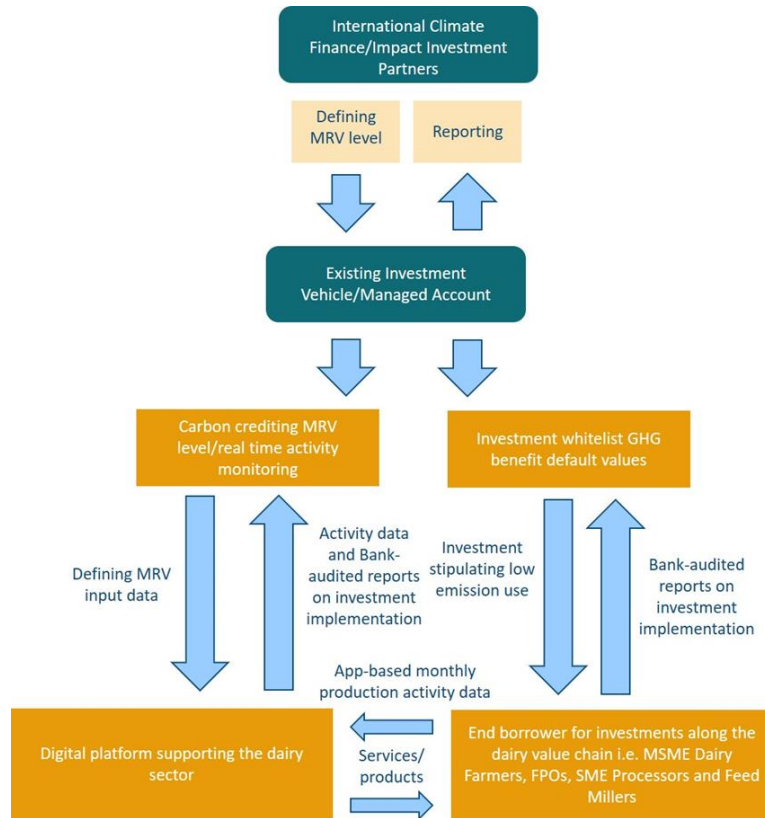 International Climate
Finance/Impact Investment
Partners
Defining
MRV level
Reporting
Existing Investment
Vehicle/Managed Account
Carbon crediting MRV
level/real time activity
monitoring
Investment whitelist GHG
benefit default values
Defining MRV
input data
Activity data
and Bank-
audited reports
on investment
implementation
Investment
stipulating low
emission use
Bank-audited
reports on
investment
implementation
App-based monthly
production activity data
Digital platform supporting the dairy
sector
Services/
products
End borrower for investments along the
dairy value chain i.e. MSME Dairy
Farmers, FPOs, SME Processors and Feed
Millers